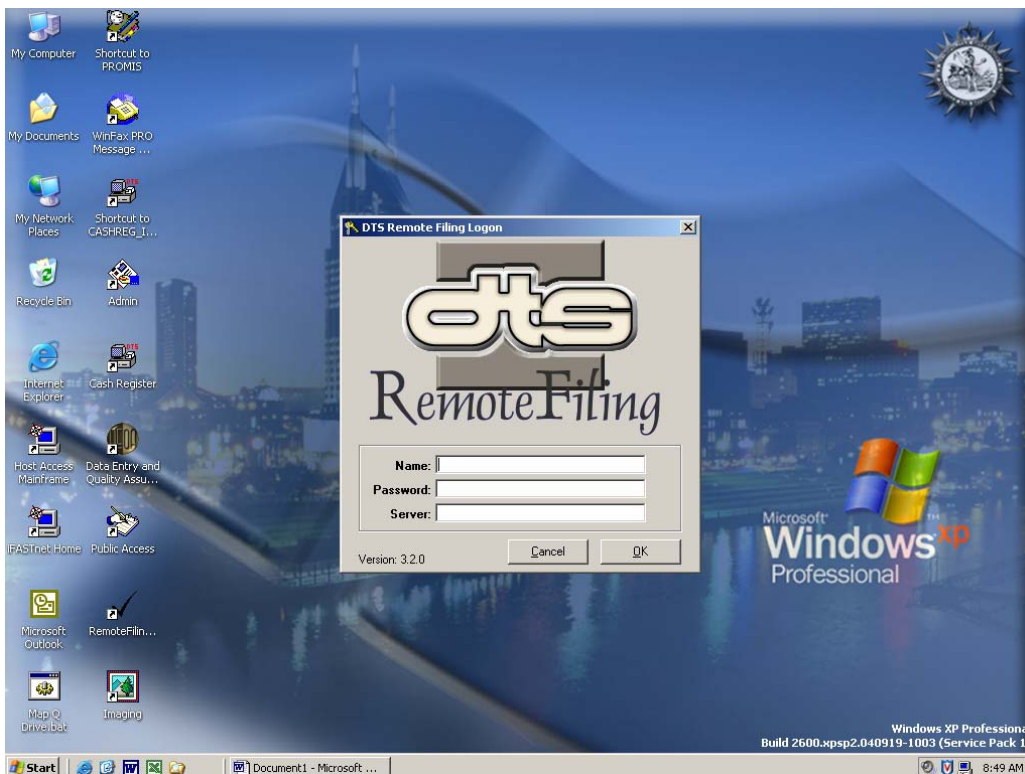 My Computer
Shortcut to
PROMIS
My Documents
WinFax PRO
Message ...
My Network
Places
Shortcut to
CASHREG_I...
Recycle Bin
Admin
Internet
Explorer
Cash Register
Host Access
Mainframe
Data Entry and
Quality Assu...
iFASTnet Home
Public Access
Microsoft
Outlook
RemoteFilin...
Map Q
Drive.bat
Imaging
DTS Remote Filing Logon
dts
RemoteFiling
Name:
Password:
Server:
Version: 3.2.0
Cancel
OK
Microsoft
Windows xp
TM
Professional
Windows XP Professiona
Build 2600.xpsp2.040919-1003 (Service Pack 1
Start
Document1 - Microsoft ...
8:49 AM